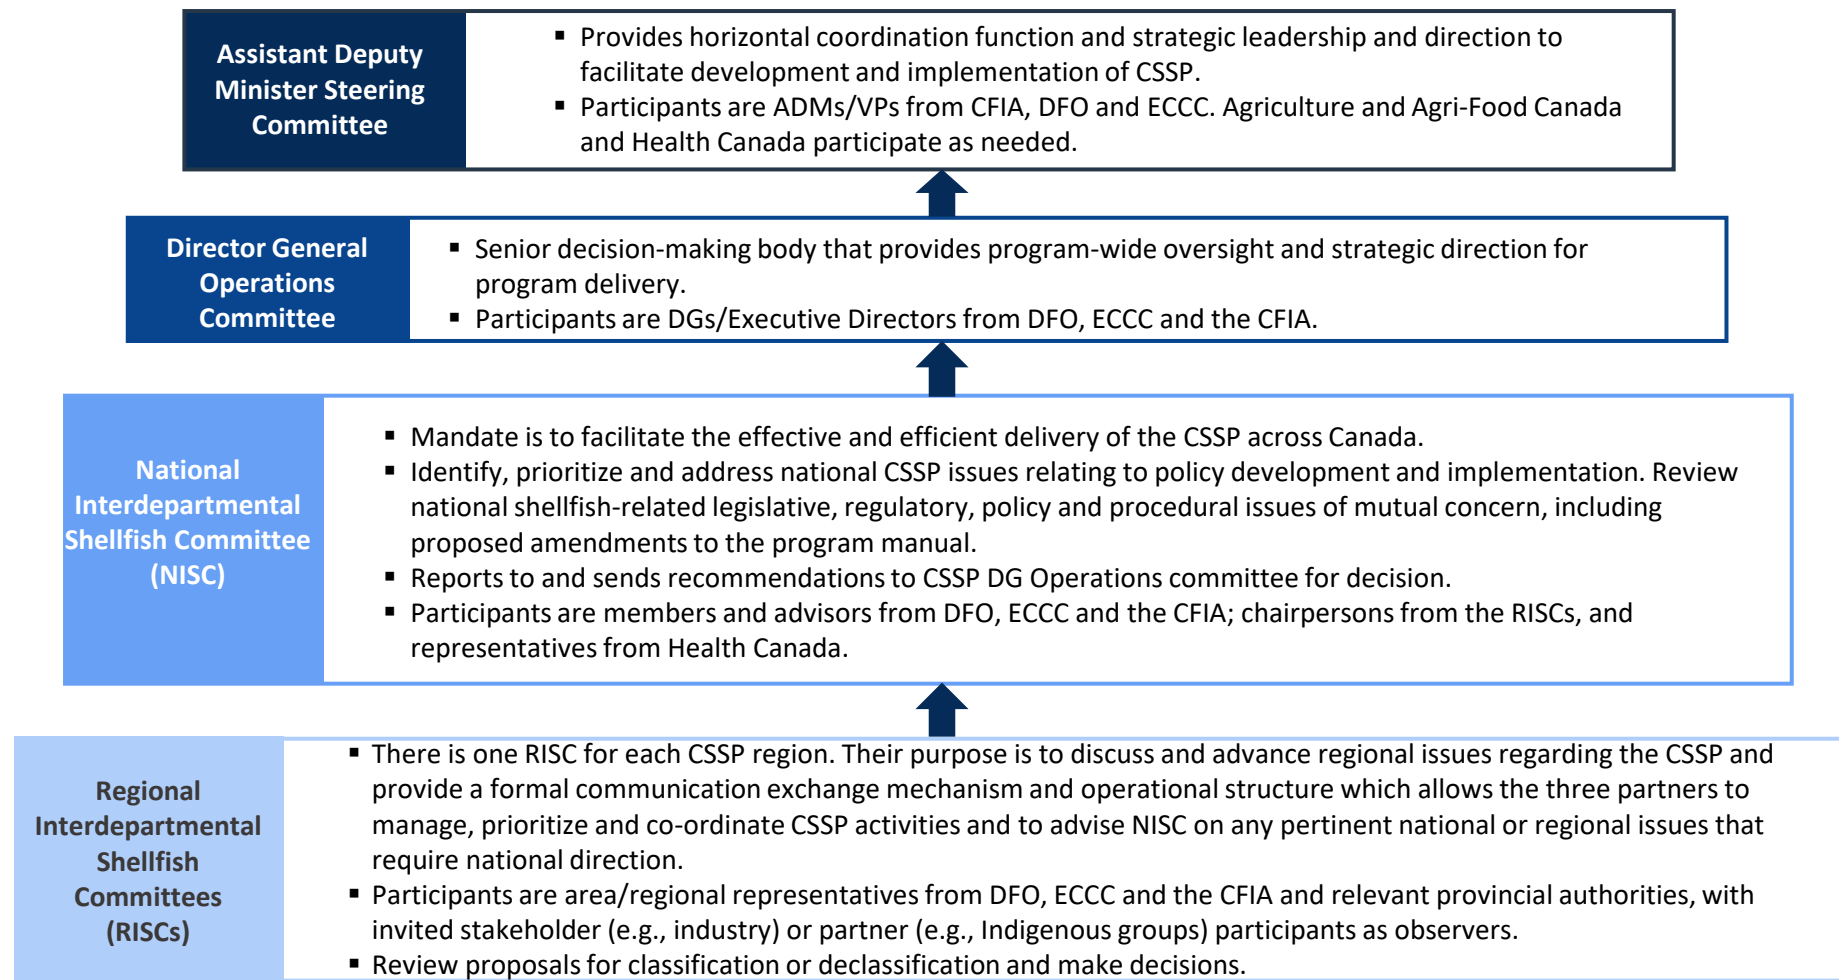 Assistant Deputy
Minister Steering
Committee
▪ Provides horizontal coordination function and strategic leadership and direction to
facilitate development and implementation of CSSP.
▪ Participants are ADMs/VPs from CFIA, DFO and ECCC. Agriculture and Agri-Food Canada
and Health Canada participate as needed.
Director General
Operations
Committee
▪ Senior decision-making body that provides program-wide oversight and strategic direction for
program delivery.
▪ Participants are DGs/Executive Directors from DFO, ECCC and the CFIA.
National
Interdepartmental
Shellfish Committee
(NISC)
▪ Mandate is to facilitate the effective and efficient delivery of the CSSP across Canada.
▪ Identify, prioritize and address national CSSP issues relating to policy development and implementation. Review
national shellfish-related legislative, regulatory, policy and procedural issues of mutual concern, including
proposed amendments to the program manual.
▪ Reports to and sends recommendations to CSSP DG Operations committee for decision.
▪ Participants are members and advisors from DFO, ECCC and the CFIA; chairpersons from the RISCs, and
representatives from Health Canada.
Regional
Interdepartmental
Shellfish
Committees
(RISCs)
▪ There is one RISC for each CSSP region. Their purpose is to discuss and advance regional issues regarding the CSSP and
provide a formal communication exchange mechanism and operational structure which allows the three partners to
manage, prioritize and co-ordinate CSSP activities and to advise NISC on any pertinent national or regional issues that
require national direction.
▪ Participants are area/regional representatives from DFO, ECCC and the CFIA and relevant provincial authorities, with
invited stakeholder (e.g., industry) or partner (e.g., Indigenous groups) participants as observers.
▪ Review proposals for classification or declassification and make decisions.